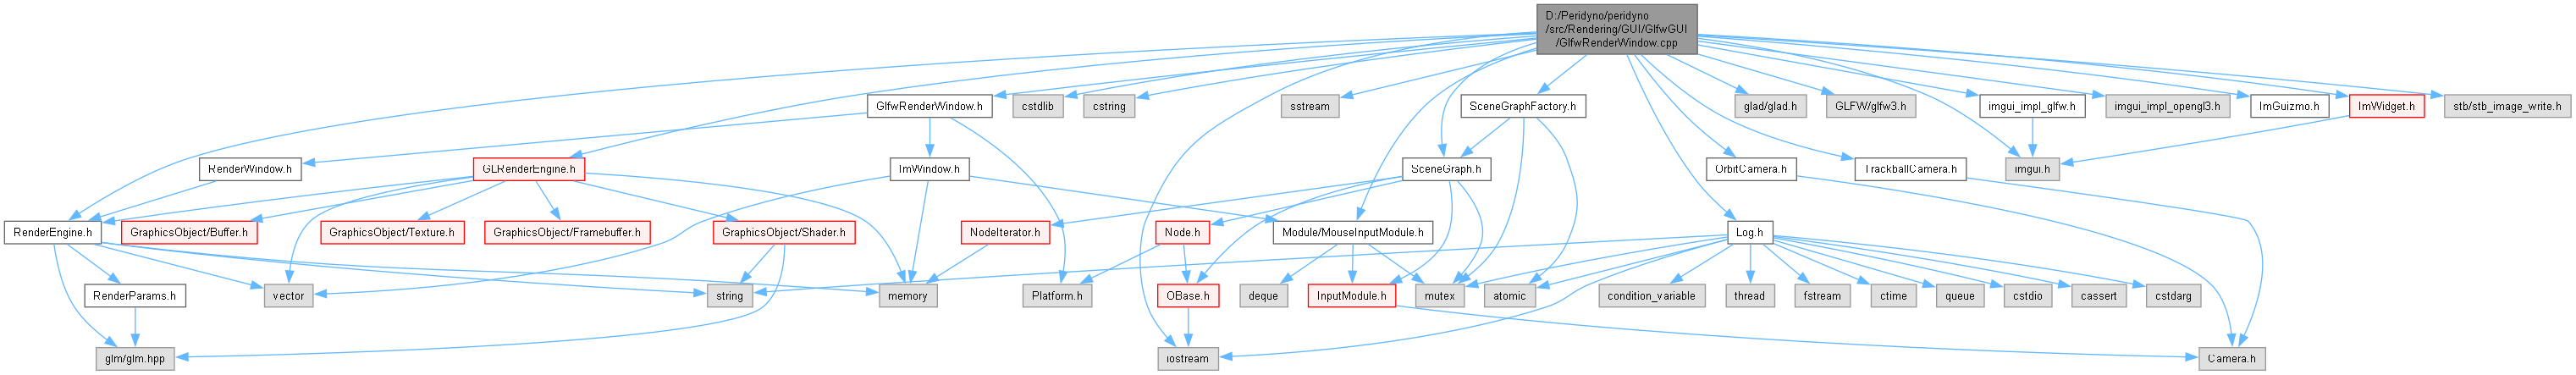 D:/Peridyno/peridyno
/src/Rendering/GUI/GlfwGUI
/GlfwRenderWindow.cpp
GlfwRenderWindow.h
cstdlib
cstring
sstream
SceneGraphFactory.h
glad/glad.h
GLFW/glfw3.h
imgui_impl_glfw.h
imgui_impl_opengl3.h
ImGuizmo.h
ImWidget.h
stb/stb_image_write.h
RenderWindow.h
GLRenderEngine.h
ImWindow.h
SceneGraph.h
OrbitCamera.h
TrackballCamera.h
imgui.h
RenderEngine.h
GraphicsObject/Buffer.h
GraphicsObject/Texture.h
GraphicsObject/Framebuffer.h
GraphicsObject/Shader.h
NodeIterator.h
Node.h
Module/MouseInputModule.h
Log.h
RenderParams.h
vector
string
memory
Platform.h
OBase.h
deque
InputModule.h
mutex
atomic
condition_variable
thread
fstream
ctime
queue
cstdio
cassert
cstdarg
glm/glm.hpp
iostream
Camera.h